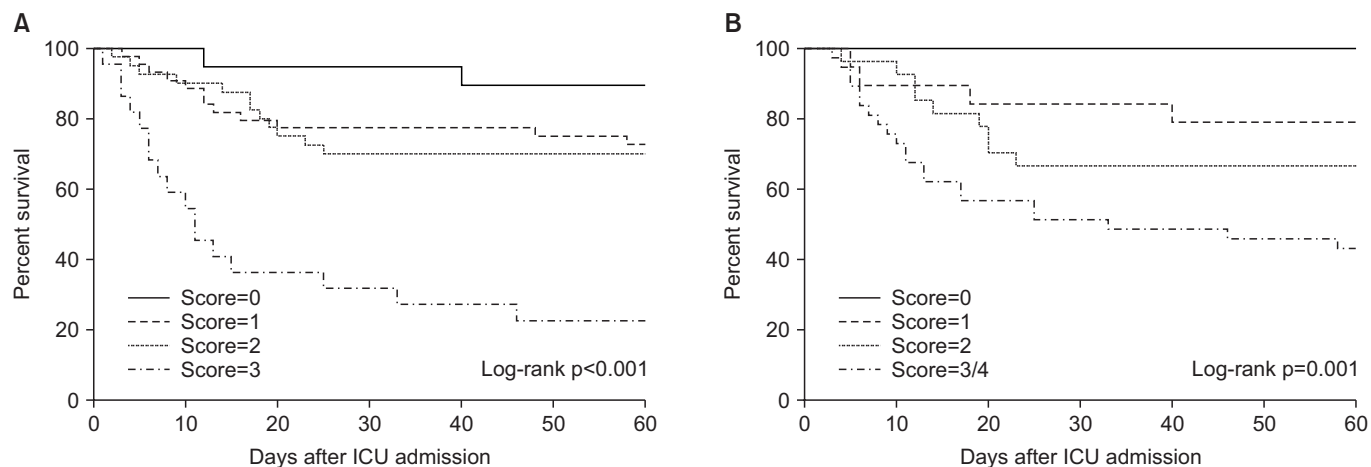 A
100
80
60
40
20
0
Percent survival
Score=0
Score=1
Score=2
Score=3
Log-rank p<0.001
0 10 20 30 40 50 60
Days after ICU admission
B
100
80
60
40
20
0
Percent survival
Score=0
Score=1
Score=2
Score=3/4
Log-rank p=0.001
0 10 20 30 40 50 60
Days after ICU admission